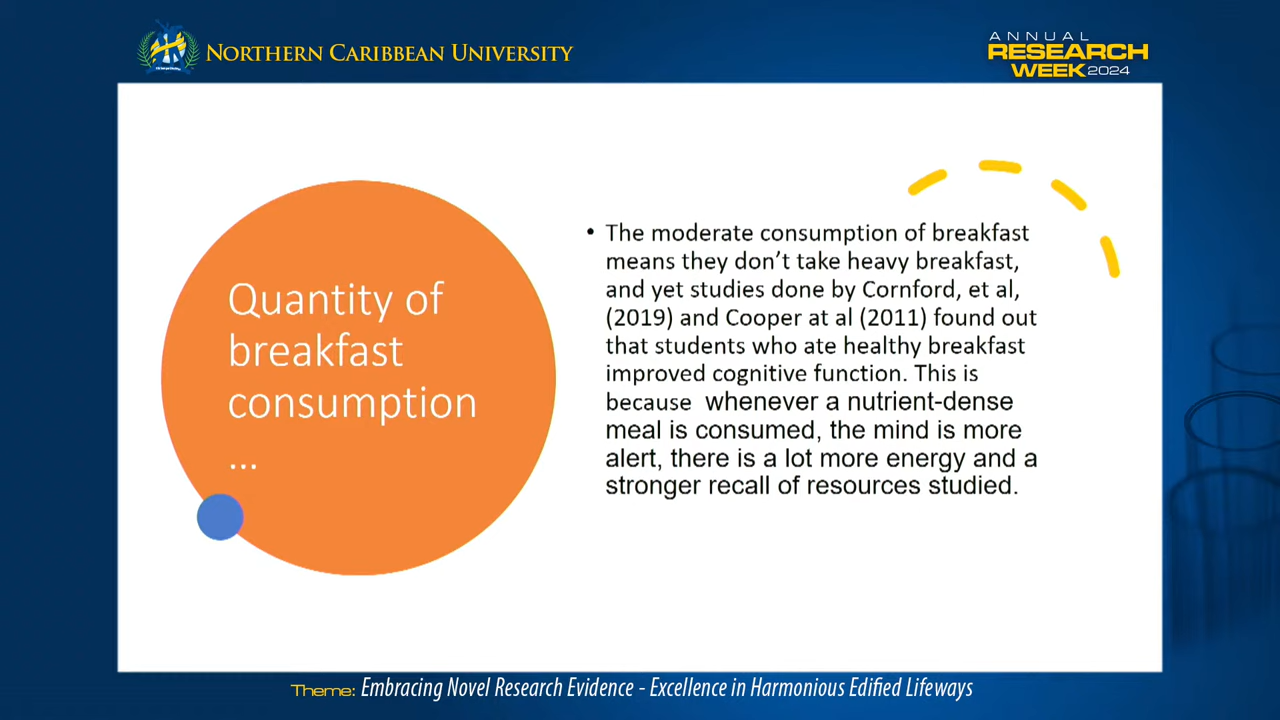 Northern Caribbean University
ANNUAL
RESEARCH
WEEK 2024
Quantity of
breakfast
consumption
...
• The moderate consumption of breakfast
means they don't take heavy breakfast,
and yet studies done by Cornford, et al,
(2019) and Cooper at al (2011) found out
that students who ate healthy breakfast
improved cognitive function. This is
because whenever a nutrient-dense
meal is consumed, the mind is more
alert, there is a lot more energy and a
stronger recall of resources studied.
Theme: Embracing Novel Research Evidence - Excellence in Harmonious Edified Lifeways